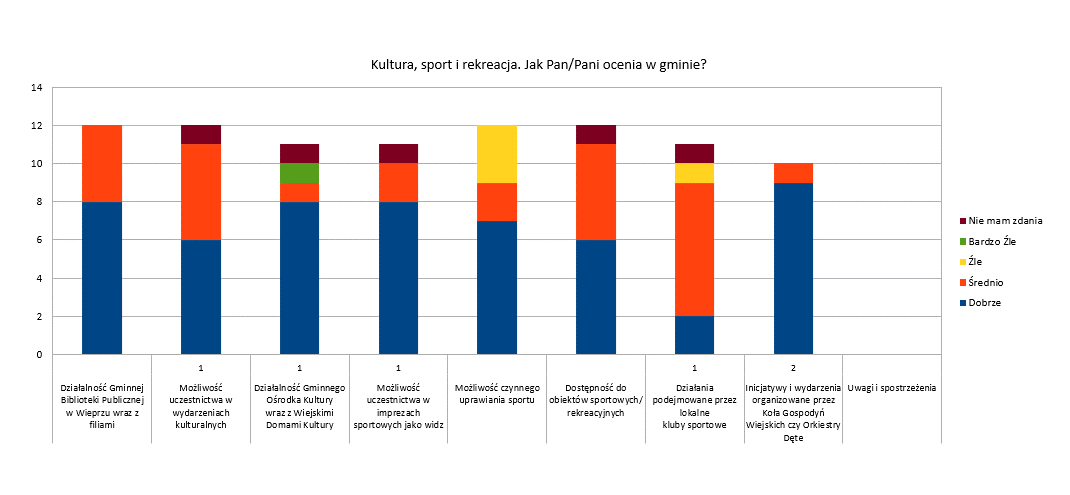 Kultura, sport i rekreacja. Jak Pan/Pani ocenia w gminie?
14
12
10
8
6
4
2
0
Nie mam zdania
Bardzo Źle
Źle
Średnio
Dobrze
1
1
1
1
2
Działalność Gminnej
Biblioteki Publicznej
w Wieprzu wraz z
filiami
Możliwość
uczestnictwa w
wydarzeniach
kulturalnych
Działalność Gminnego
Ośrodka Kultury
wraz z Wiejskimi
Domami Kultury
Możliwość
uczestnictwa w
imprezach
sportowych jako widz
Możliwość czynnego
uprawiania sportu
Dostępność do
obiektów sportowych/
rekreacyjnych
Działania
podejmowane przez
lokalne
kluby sportowe
Inicjatywy i wydarzenia
organizowane przez
Koła Gospodyń
Wiejskich czy Orkiestry
Dęte
Uwagi i spostrzeżenia